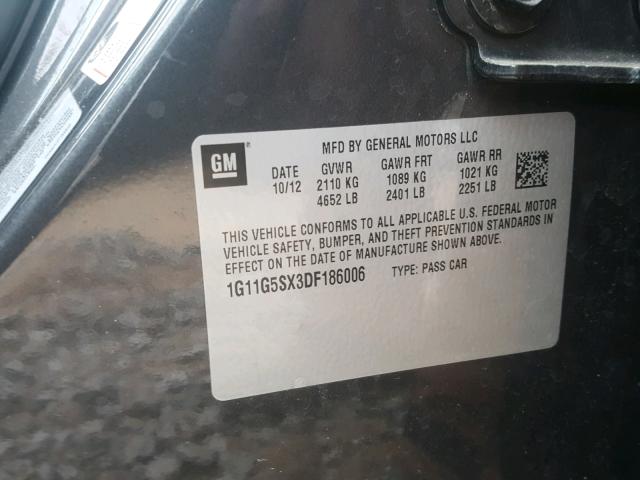 GM
MFD BY GENERAL MOTORS LLC
DATE GVWR GAWR FRT GAWR RR
10/12 2110 KG 1089 KG 1021 KG
4652 LB 2401 LB 2251 LB
THIS VEHICLE CONFORMS TO ALL APPLICABLE U.S. FEDERAL MOTOR
VEHICLE SAFETY, BUMPER, AND THEFT PREVENTION STANDARDS IN
EFFECT ON THE DATE OF MANUFACTURE SHOWN ABOVE.
1G11G5SX3DF186006 TYPE: PASS CAR